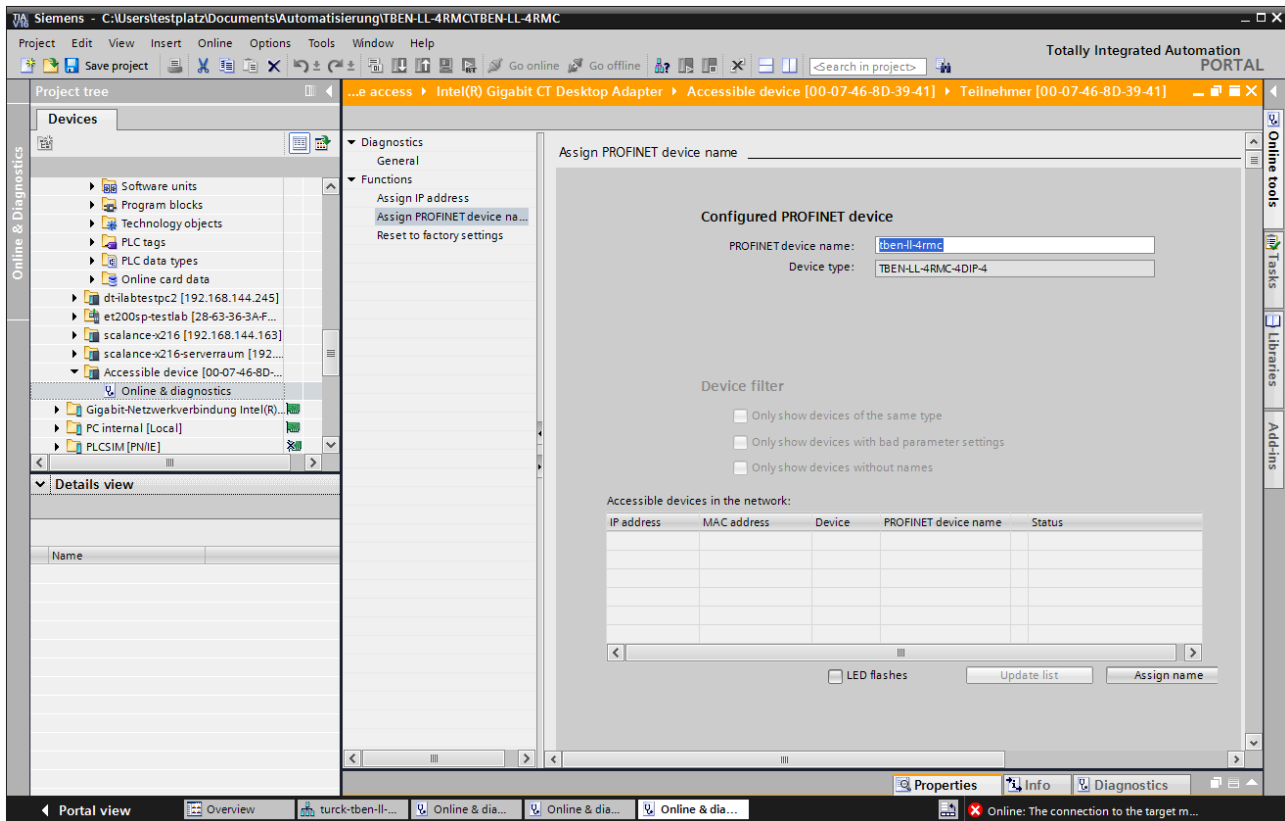 Siemens - C:\Users\testplatz\Documents\Automatisierung\TBEN-LL-4RMC\TBEN-LL-4RMC
Project Edit View Insert Online Options Tools Window Help
Totally Integrated Automation
PORTAL
Save project
Go online
Go offline
<Search in project>
Project tree
...e access Intel(R) Gigabit CT Desktop Adapter Accessible device [00-07-46-8D-39-41] Teilnehmer [00-07-46-8D-39-41]
Devices
Online & Diagnostics
Software units
Program blocks
Technology objects
PLC tags
PLC data types
Online card data
dt-ilabtestpc2 [192.168.144.245]
et200sp-testlab [28-63-36-3A-F...
scalance-x216 [192.168.144.163]
scalance-x216-serverraum [192....
Accessible device [00-07-46-8D-...
Online & diagnostics
Gigabit-Netzwerkverbindung Intel(R)...
PC internal [Local]
PLCSIM [PN/IE]
Details view
Name
Diagnostics
General
Functions
Assign IP address
Assign PROFINET device na...
Reset to factory settings
Assign PROFINET device name
Configured PROFINET device
PROFINET device name: tben-ll-4rmc
Device type: TBEN-LL-4RMC-4DIP-4
Device filter
Only show devices of the same type
Only show devices with bad parameter settings
Only show devices without names
Accessible devices in the network:
IP address MAC address Device PROFINET device name Status
LED flashes Update list Assign name
Online tools
Tasks
Libraries
Add-ins
Properties Info Diagnostics
Portal view Overview turck-tben-ll-... Online & dia... Online & dia... Online & dia... Online: The connection to the target m...